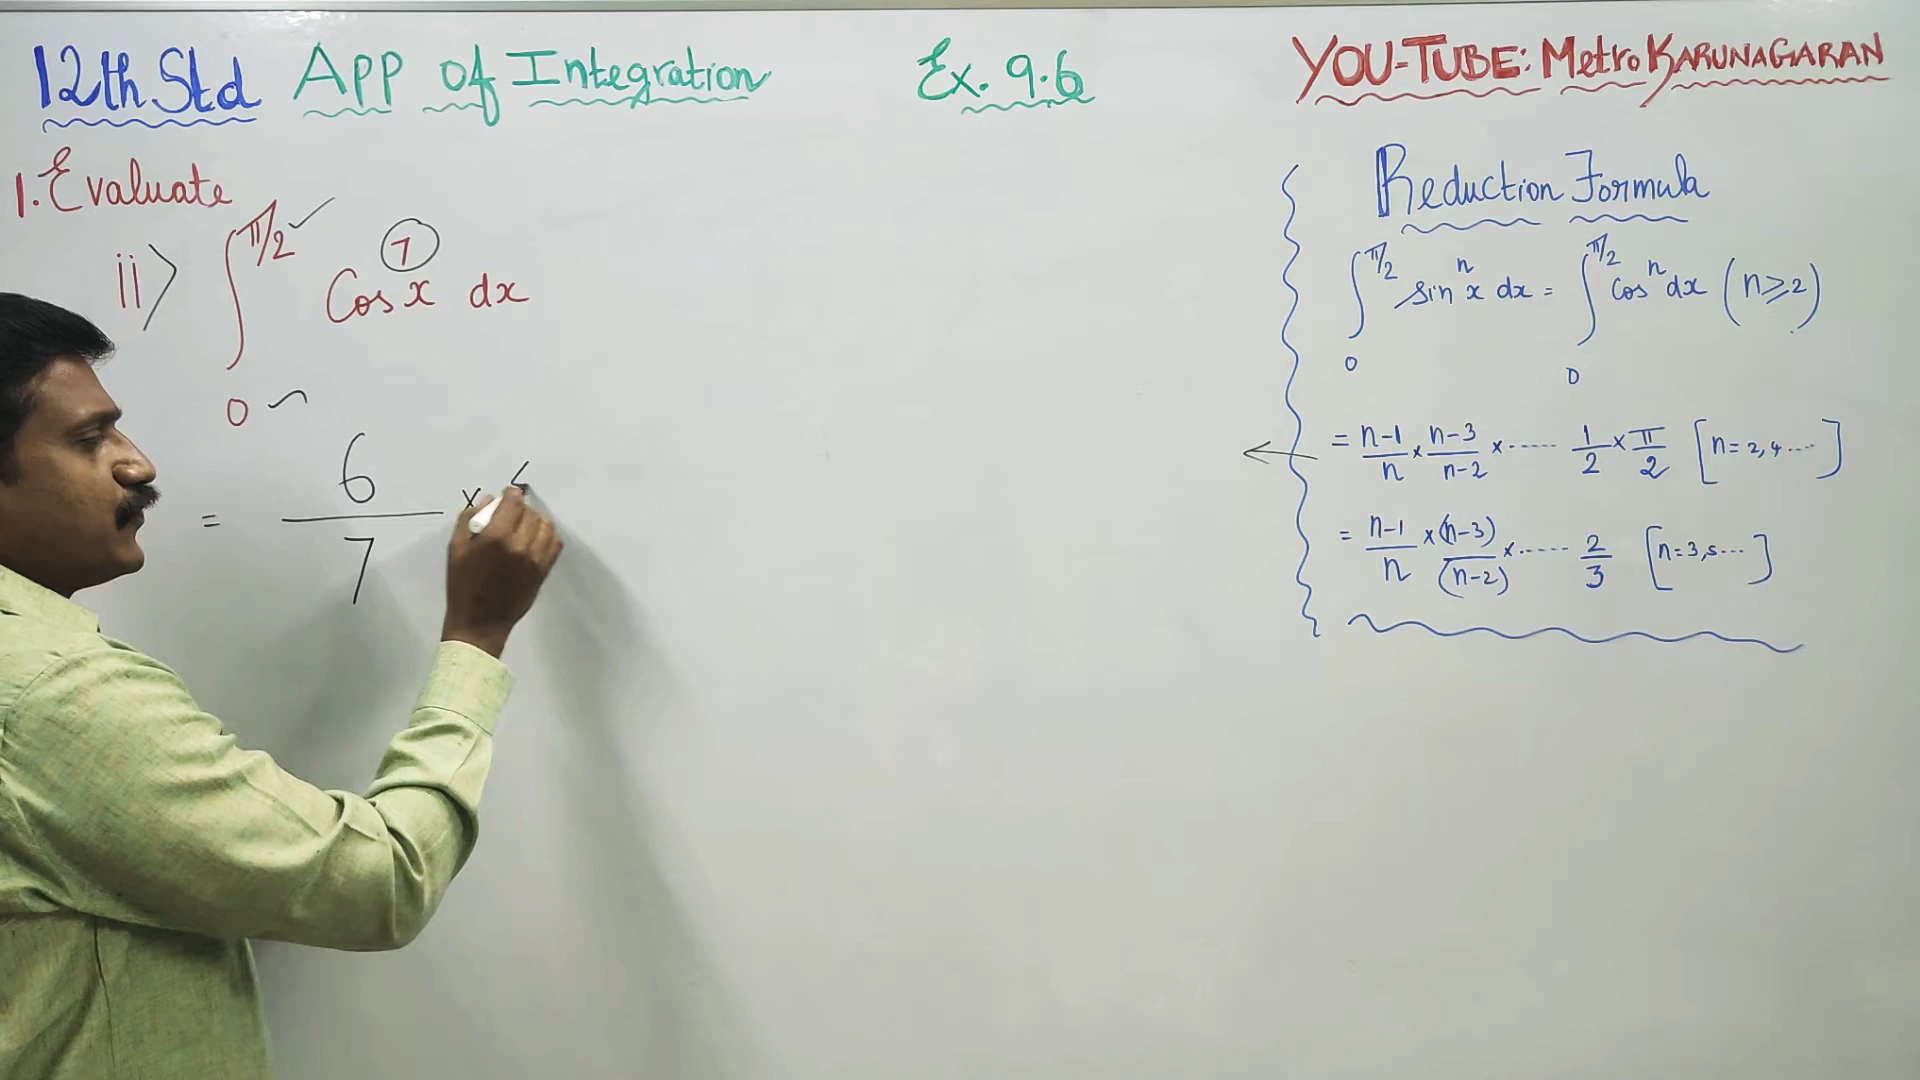 12th Std App of Integration Ex. 9.6 YOU-TUBE: Metro KARUNAGARAN
1. Evaluate
ii> ∫₀^(π/2) Cos⁷x dx
= 6/7 ×
Reduction Formula
∫₀^(π/2) sinⁿx dx = ∫₀^(π/2) cosⁿ dx (n≥2)
= n-1/n × n-3/n-2 × ...... 1/2 × π/2 [n=2,4....]
= n-1/n × (n-3)/(n-2) × ...... 2/3 [n=3,5...]